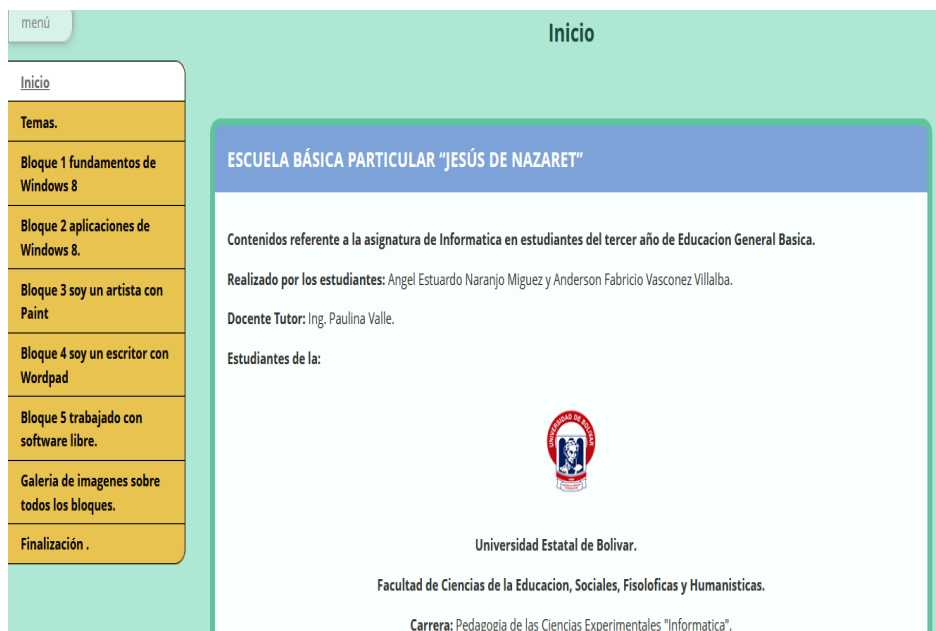 menú
Inicio
Inicio
Temas.
Bloque 1 fundamentos de
Windows 8
Bloque 2 aplicaciones de
Windows 8.
Bloque 3 soy un artista con
Paint
Bloque 4 soy un escritor con
Wordpad
Bloque 5 trabajado con
software libre.
Galeria de imagenes sobre
todos los bloques.
Finalización .
ESCUELA BÁSICA PARTICULAR “JESÚS DE NAZARET”
Contenidos referente a la asignatura de Informatica en estudiantes del tercer año de Educacion General Basica.
Realizado por los estudiantes: Angel Estuardo Naranjo Miguez y Anderson Fabricio Vasconez Villalba.
Docente Tutor: Ing. Paulina Valle.
Estudiantes de la:
UNIVERSIDAD DE BOLIVAR
Universidad Estatal de Bolivar.
Facultad de Ciencias de la Educacion, Sociales, Fisoloficas y Humanisticas.
Carrera: Pedagogia de las Ciencias Experimentales "Informatica".